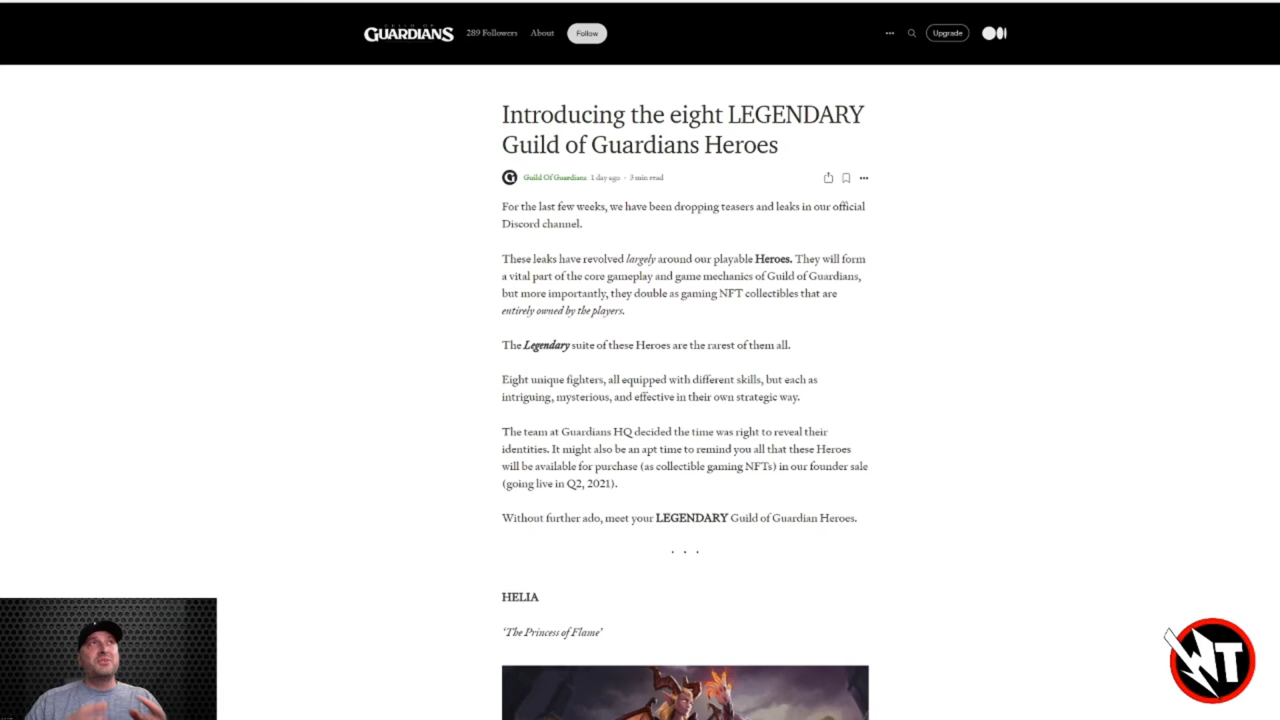 GUILD OF
GUARDIANS
289 Followers
About
Follow
Upgrade
Introducing the eight LEGENDARY
Guild of Guardians Heroes
Guild Of Guardians 1 day ago · 3 min read
For the last few weeks, we have been dropping teasers and leaks in our official
Discord channel.
These leaks have revolved largely around our playable Heroes. They will form
a vital part of the core gameplay and game mechanics of Guild of Guardians,
but more importantly, they double as gaming NFT collectibles that are
entirely owned by the players.
The Legendary suite of these Heroes are the rarest of them all.
Eight unique fighters, all equipped with different skills, but each as
intriguing, mysterious, and effective in their own strategic way.
The team at Guardians HQ decided the time was right to reveal their
identities. It might also be an apt time to remind you all that these Heroes
will be available for purchase (as collectible gaming NFTs) in our founder sale
(going live in Q2, 2021).
Without further ado, meet your LEGENDARY Guild of Guardian Heroes.
. . .
HELIA
‘The Princess of Flame’
WT